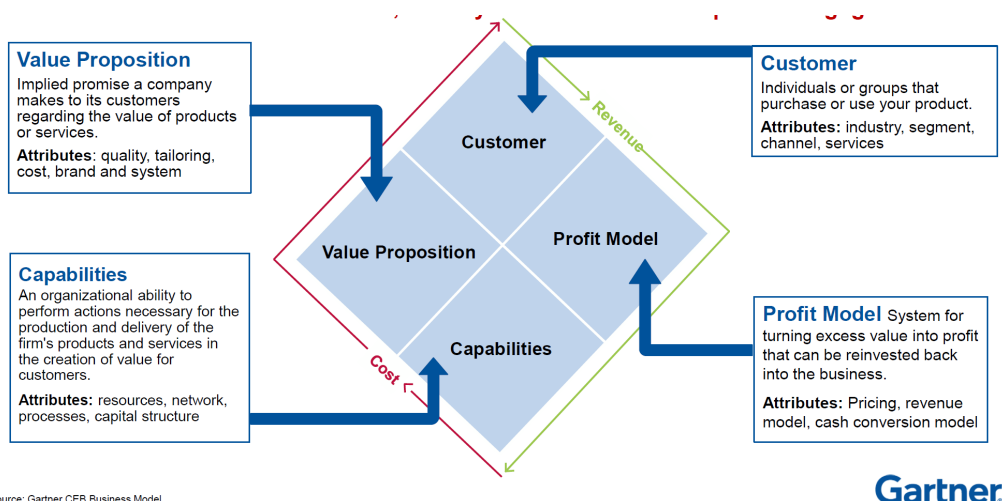 Value Proposition
Implied promise a company
makes to its customers
regarding the value of products
or services.
Attributes: quality, tailoring,
cost, brand and system
Customer
Individuals or groups that
purchase or use your product.
Attributes: industry, segment,
channel, services
Revenue
Customer
Value Proposition
Profit Model
Capabilities
Cost
Capabilities
An organizational ability to
perform actions necessary for the
production and delivery of the
firm's products and services in
the creation of value for
customers.
Attributes: resources, network,
processes, capital structure
Profit Model System for
turning excess value into profit
that can be reinvested back
into the business.
Attributes: Pricing, revenue
model, cash conversion model
Gartner CEB Business Model
Gartner